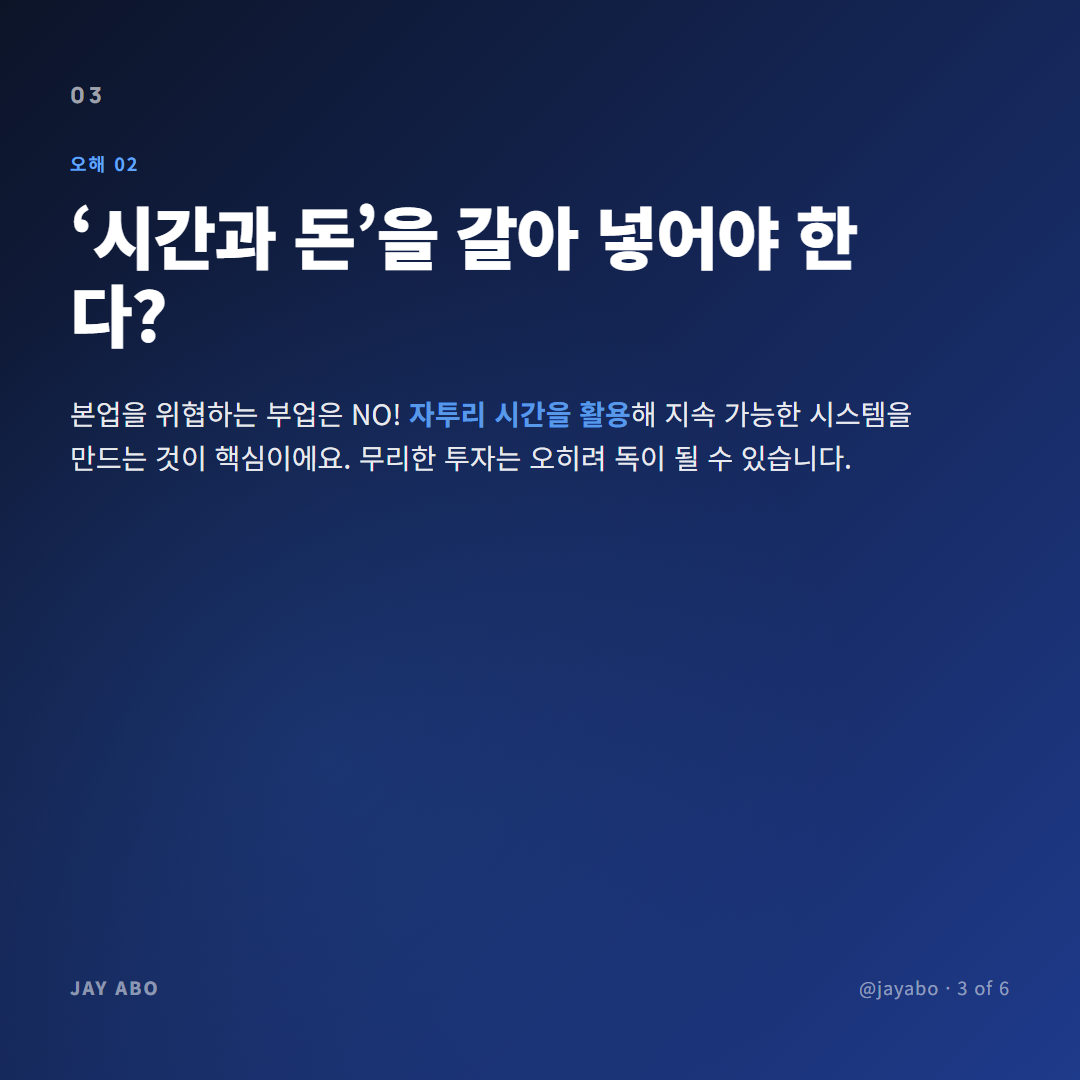 03
오해 02
‘시간과 돈’을 갈아 넣어야 한
다?
본업을 위협하는 부업은 NO! 자투리 시간을 활용해 지속 가능한 시스템을
만드는 것이 핵심이에요. 무리한 투자는 오히려 독이 될 수 있습니다.
JAY ABO
@jayabo · 3 of 6